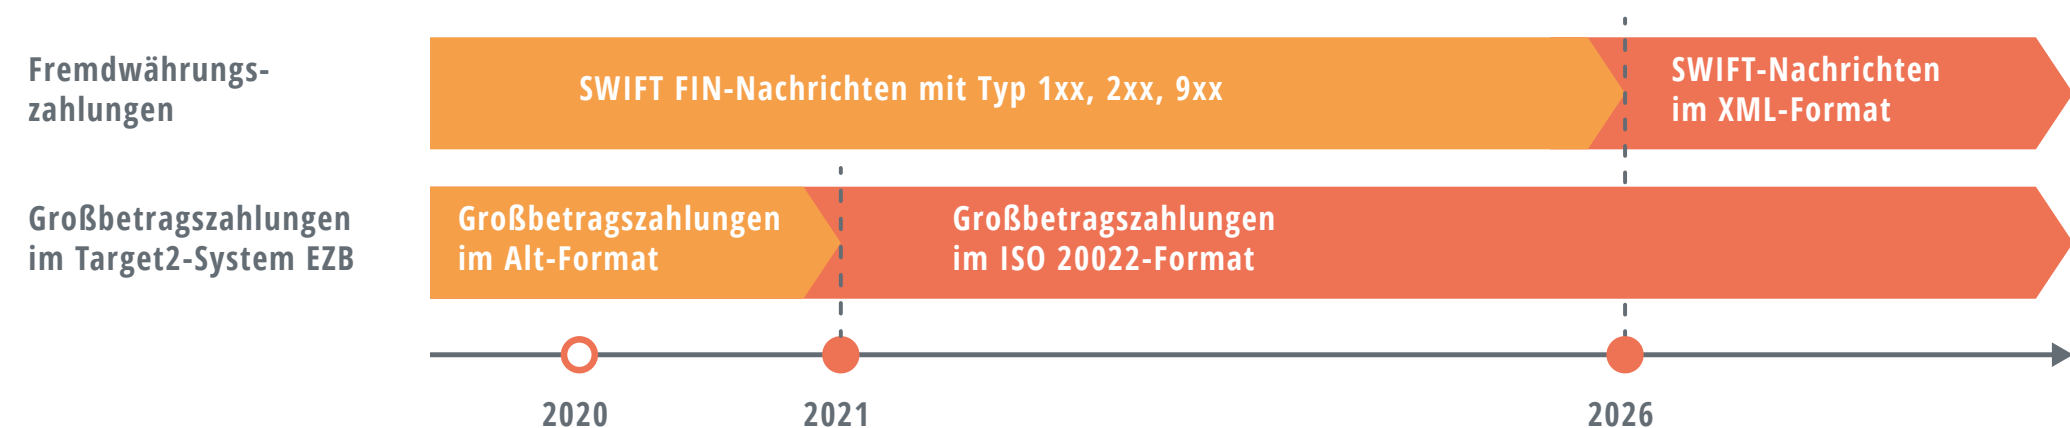 Fremdwährungs-
zahlungen
SWIFT FIN-Nachrichten mit Typ 1xx, 2xx, 9xx
SWIFT-Nachrichten
im XML-Format
Großbetragszahlungen
im Target2-System EZB
Großbetragszahlungen
im Alt-Format
Großbetragszahlungen
im ISO 20022-Format
2020
2021
2026